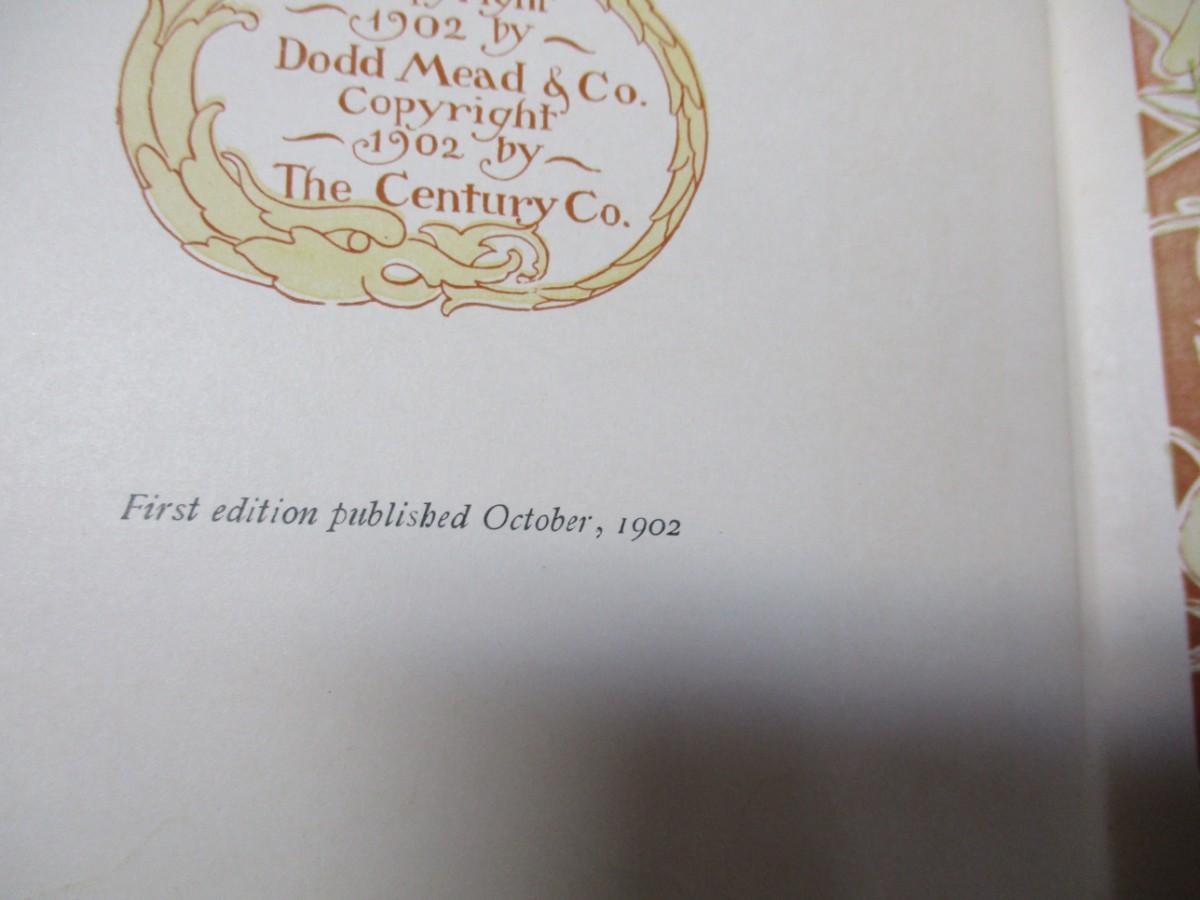 1902 by
Dodd Mead & Co.
Copyright
1902 by
The Century Co.
First edition published October, 1902